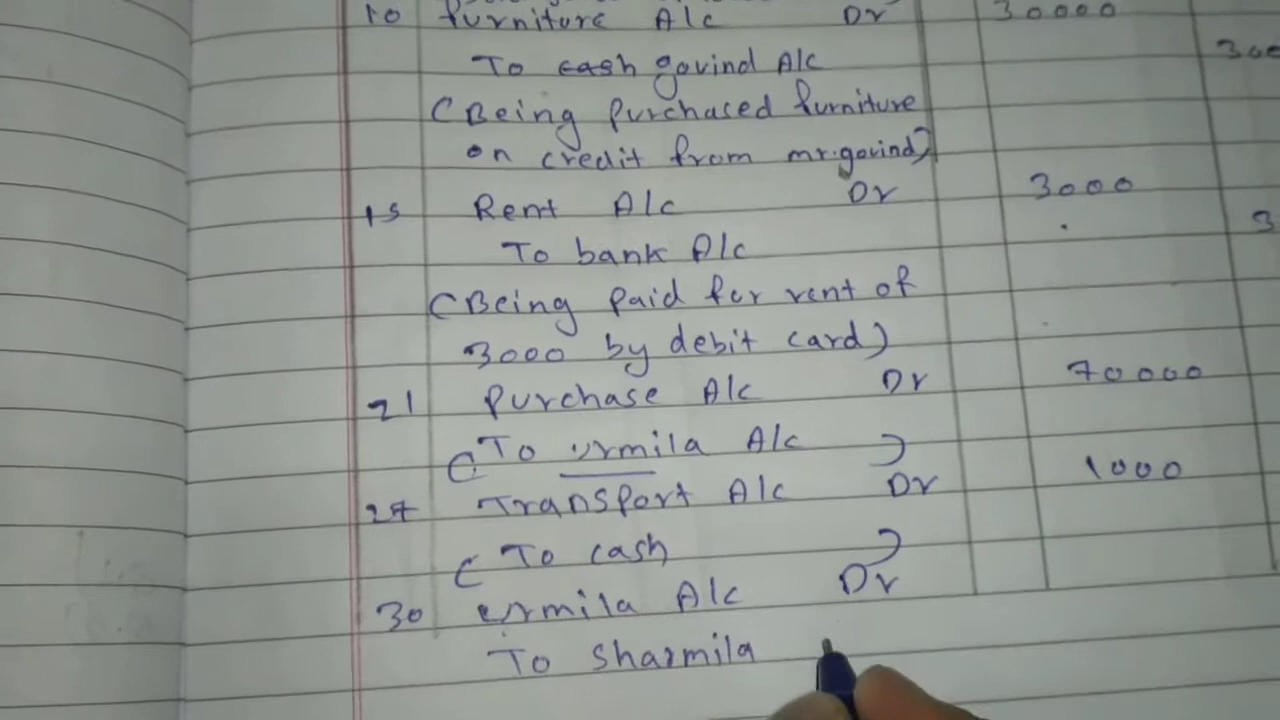 10 furniture A/c Dr 30000
To cash govind A/c 300
(Being purchased furniture
on credit from mr.govind)
15 Rent A/c Dr 3000
To bank A/c 3
(Being Paid for rent of
3000 by debit card)
21 Purchase A/c Dr 70000
(To urmila A/c )
27 Transport A/c Dr 1000
(To cash )
30 urmila A/c Dr
To Sharmila